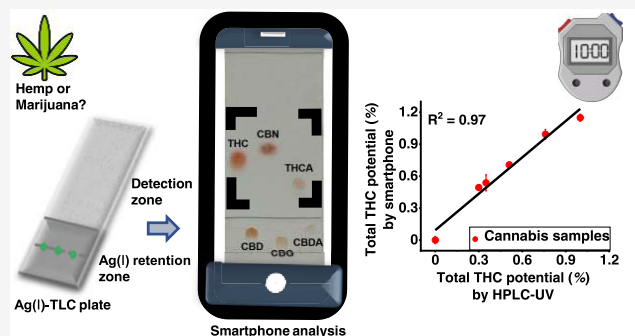 Hemp or
Marijuana?
Detection
zone
Ag(I) retention
zone
Ag(I)-TLC plate
THC
CBN
THCA
CBD
CBG
CBDA
Smartphone analysis
10:00
R² = 0.97
Total THC potential (%)
by smartphone
1.2
0.9
0.6
0.3
0
Cannabis samples
0
0.3
0.6
0.9
1.2
Total THC potential (%)
by HPLC-UV